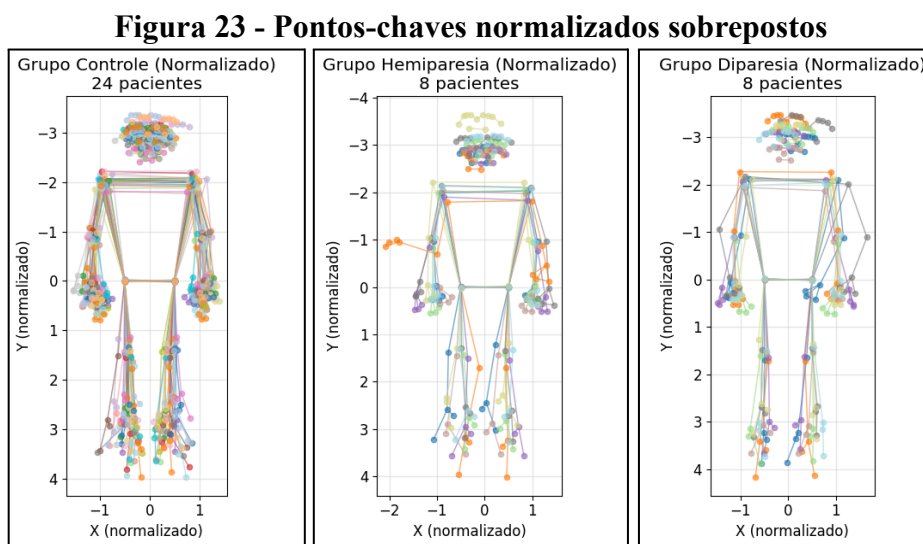 Figura 23 - Pontos-chaves normalizados sobrepostos
Grupo Controle (Normalizado)
24 pacientes
−3
−2
−1
0
1
2
3
4
Y (normalizado)
−1
0
1
X (normalizado)
Grupo Hemiparesia (Normalizado)
8 pacientes
−4
−3
−2
−1
0
1
2
3
4
Y (normalizado)
−2
−1
0
1
X (normalizado)
Grupo Diparesia (Normalizado)
8 pacientes
−3
−2
−1
0
1
2
3
4
Y (normalizado)
−1
0
1
X (normalizado)